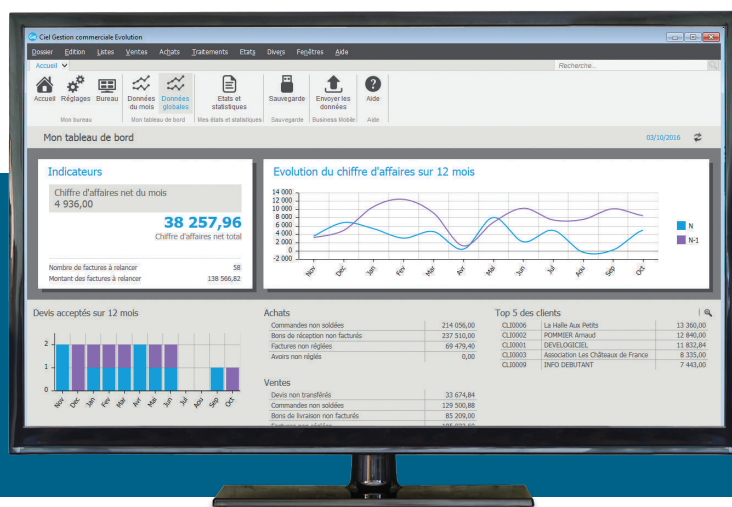 Ciel Gestion commerciale Evolution
Dossier Edition Listes Ventes Achats Traitements Etats Divers Fenêtres Aide
Accueil
Recherche...
Accueil Réglages Bureau Données du mois Données globales Etats et statistiques Sauvegarde Envoyer les données Aide
Mon bureau Mon tableau de bord Mes états et statistiques Sauvegarde Business Mobile Aide
Mon tableau de bord 03/10/2016
Indicateurs
Chiffre d'affaires net du mois
4 936,00
38 257,96
Chiffre d'affaires net total
Nombre de factures à relancer 58
Montant des factures à relancer 138 566,82
Evolution du chiffre d'affaires sur 12 mois
14 000
12 000
10 000
8 000
6 000
4 000
2 000
0
-2 000
Nov Dec Jan Fev Mar Avr Mai Jun Jul Aou Sep Oct
N
N-1
Devis acceptés sur 12 mois
2
1
0
Nov Dec Jan Fev Mar Avr Mai Jun Jul Aou Sep Oct
Achats
Commandes non soldées 214 056,00
Bons de réception non facturés 237 510,00
Factures non réglées 69 479,40
Avoirs non réglés 0,00
Ventes
Devis non transférés 33 674,84
Commandes non soldées 129 500,88
Bons de livraison non facturés 85 209,00
Top 5 des clients
CLI0006 La Halle Aux Petits 13 360,00
CLI0002 POMMIER Arnaud 12 840,00
CLI0001 DEVELOGICIEL 11 832,84
CLI0003 Association Les Châteaux de France 8 335,00
CLI0009 INFO DEBUTANT 7 443,00